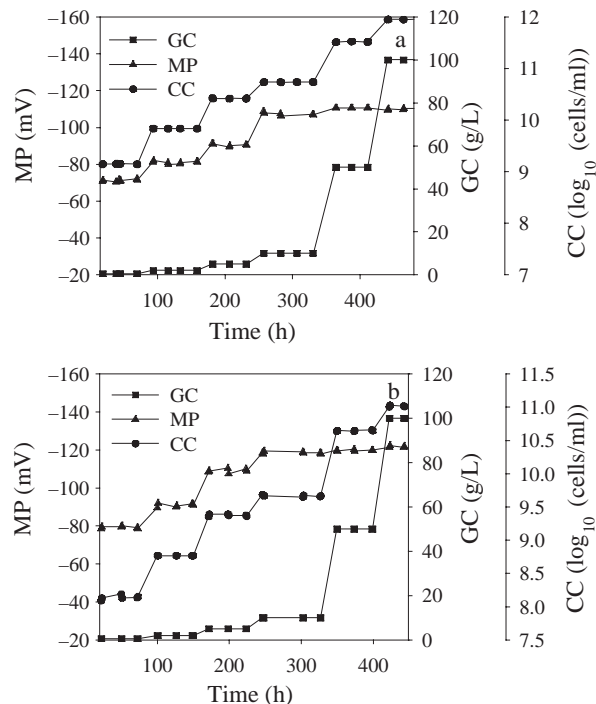 –160
–140
–120
–100
–80
–60
–40
–20
MP (mV)
GC
MP
CC
a
120
100
80
60
40
20
0
GC (g/L)
12
11
10
9
8
7
CC (log10 (cells/ml))
100 200 300 400
Time (h)
–160
–140
–120
–100
–80
–60
–40
–20
MP (mV)
GC
MP
CC
b
120
100
80
60
40
20
0
GC (g/L)
11.5
11.0
10.5
10.0
9.5
9.0
8.5
8.0
7.5
CC (log10 (cells/ml))
100 200 300 400
Time (h)